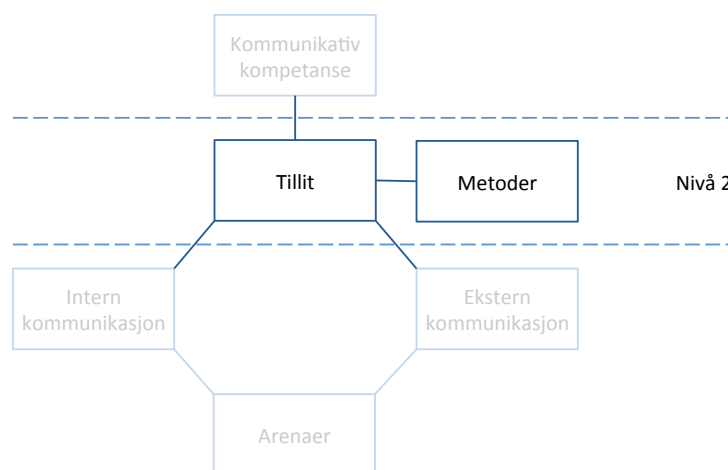 Kommunikativ
kompetanse
Tillit
Metoder
Nivå 2
Intern
kommunikasjon
Ekstern
kommunikasjon
Arenaer